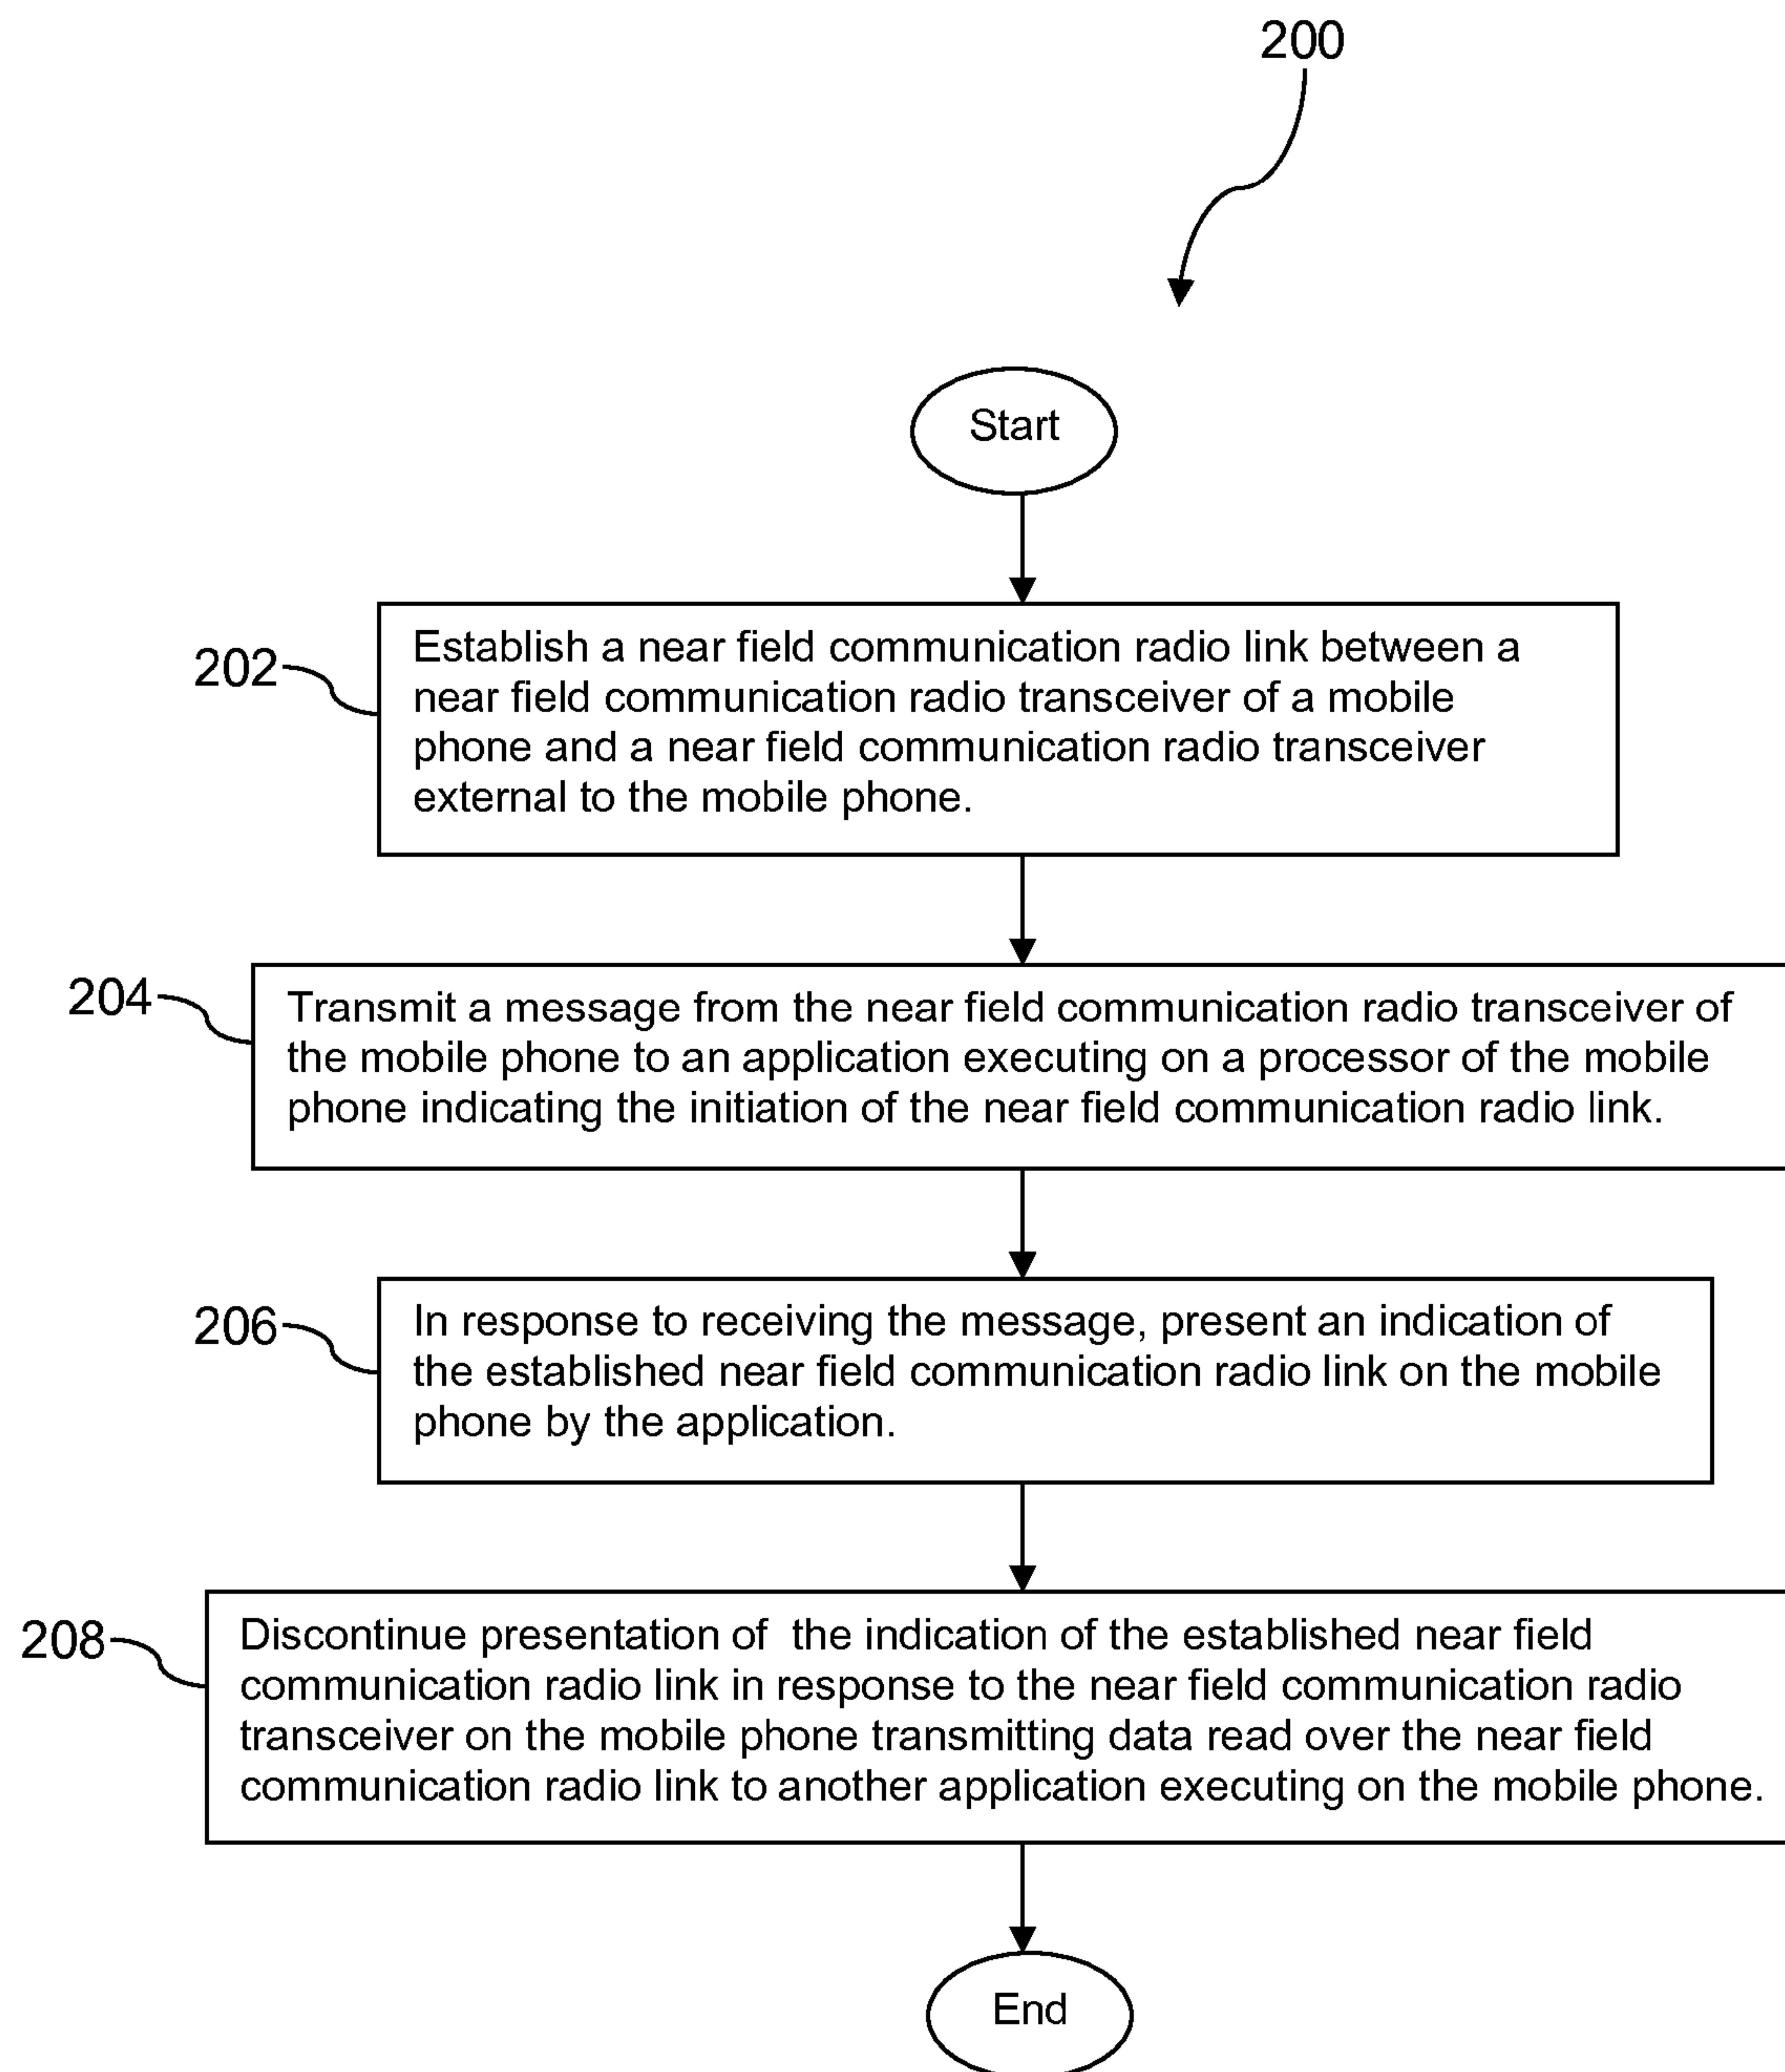 200
Start
202
Establish a near field communication radio link between a
near field communication radio transceiver of a mobile
phone and a near field communication radio transceiver
external to the mobile phone.
204
Transmit a message from the near field communication radio transceiver of
the mobile phone to an application executing on a processor of the mobile
phone indicating the initiation of the near field communication radio link.
206
In response to receiving the message, present an indication of
the established near field communication radio link on the mobile
phone by the application.
208
Discontinue presentation of the indication of the established near field
communication radio link in response to the near field communication radio
transceiver on the mobile phone transmitting data read over the near field
communication radio link to another application executing on the mobile phone.
End